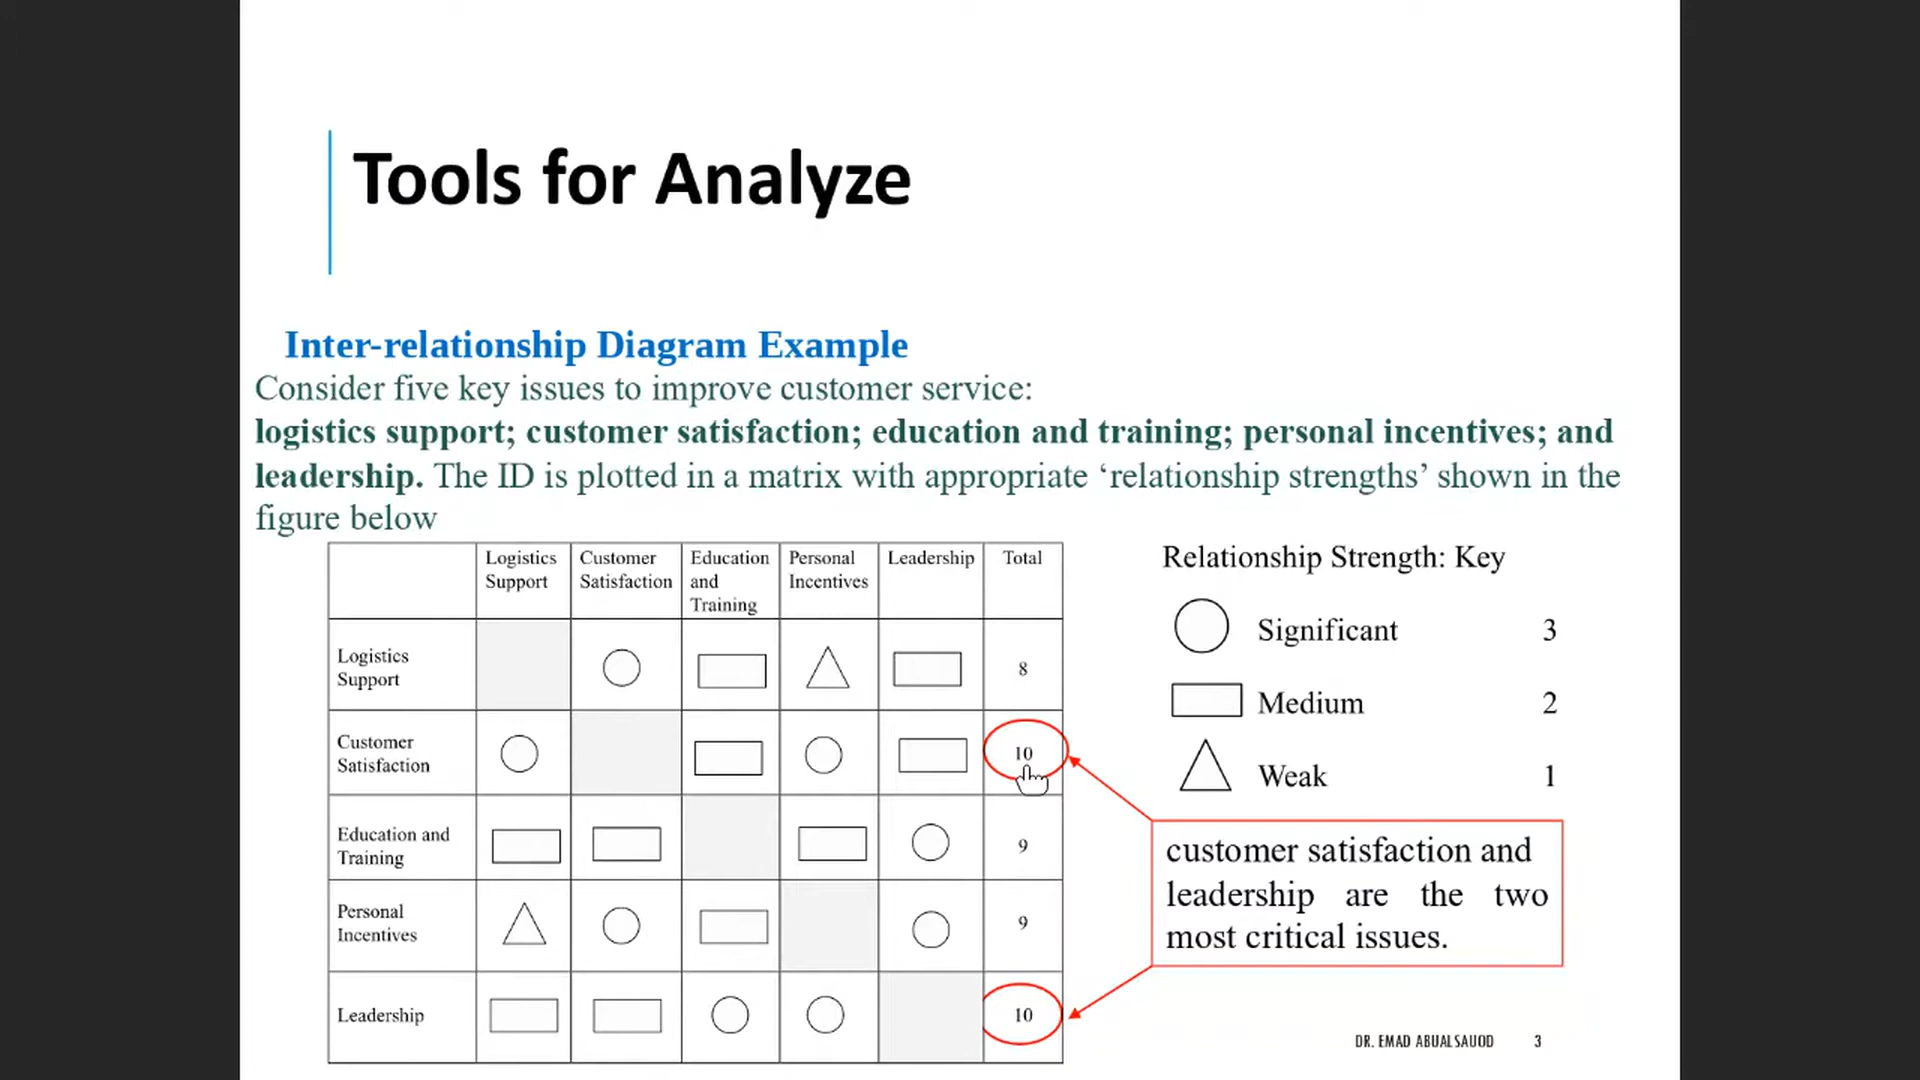 Tools for Analyze
Inter-relationship Diagram Example
Consider five key issues to improve customer service:
logistics support; customer satisfaction; education and training; personal incentives; and
leadership. The ID is plotted in a matrix with appropriate ‘relationship strengths’ shown in the
figure below
Logistics Support
Customer Satisfaction
Education and Training
Personal Incentives
Leadership
Total
Logistics Support
8
Customer Satisfaction
10
Education and Training
9
Personal Incentives
9
Leadership
10
Relationship Strength: Key
Significant 3
Medium 2
Weak 1
customer satisfaction and
leadership are the two
most critical issues.
DR. EMAD ABUALSAUOD 3